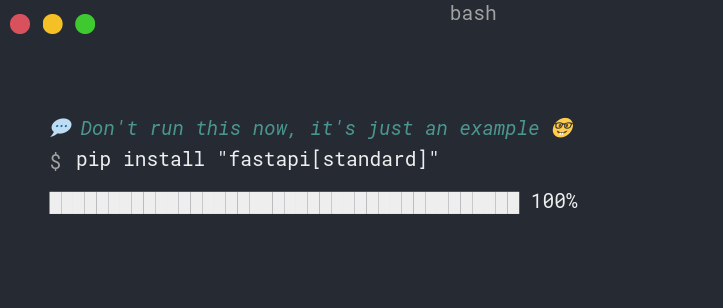 bash
💬 Don't run this now, it's just an example 🤓
$ pip install "fastapi[standard]"
████████████████████████████████████████ 100%